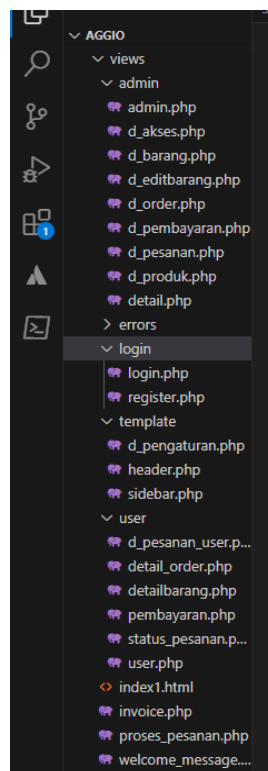 AGGIO
views
admin
admin.php
d_akses.php
d_barang.php
d_editbarang.php
d_order.php
d_pembayaran.php
d_pesanan.php
d_produk.php
detail.php
errors
login
login.php
register.php
template
d_pengaturan.php
header.php
sidebar.php
user
d_pesanan_user.p...
detail_order.php
detailbarang.php
pembayaran.php
status_pesanan.p...
user.php
index1.html
invoice.php
proses_pesanan.php
welcome_message....
1